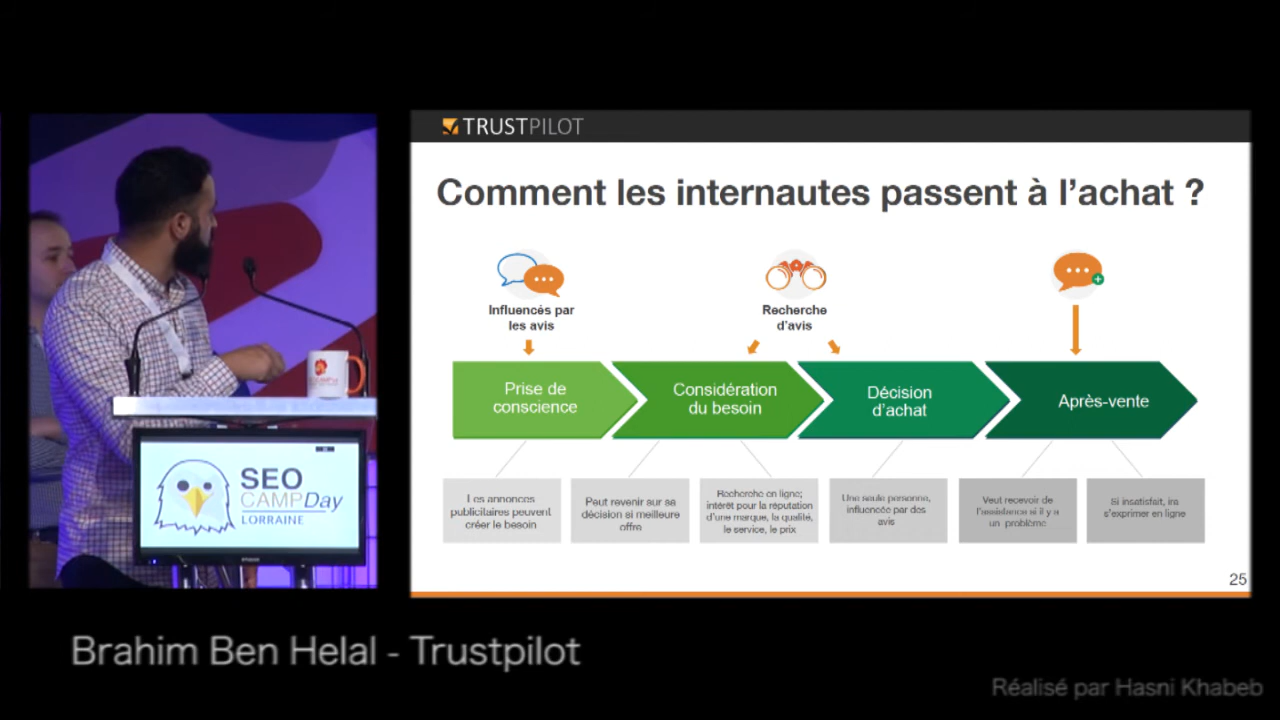 TRUSTPILOT
Comment les internautes passent à l'achat ?
Influencés par
les avis
Recherche
d'avis
Prise de
conscience
Considération
du besoin
Décision
d'achat
Après-vente
Les annonces
publicitaires peuvent
créer le besoin
Peut revenir sur sa
décision si meilleure
offre
Recherche en ligne;
intérêt pour la réputation
d'une marque, la qualité,
le service, le prix
Une seule personne,
influencée par des
avis
Veut recevoir de
l'assistance si il y a
un problème
Si insatisfait, ira
s'exprimer en ligne
25
SEO
CAMPDay
LORRAINE
Brahim Ben Helal - Trustpilot
Réalisé par Hasni Khabeb